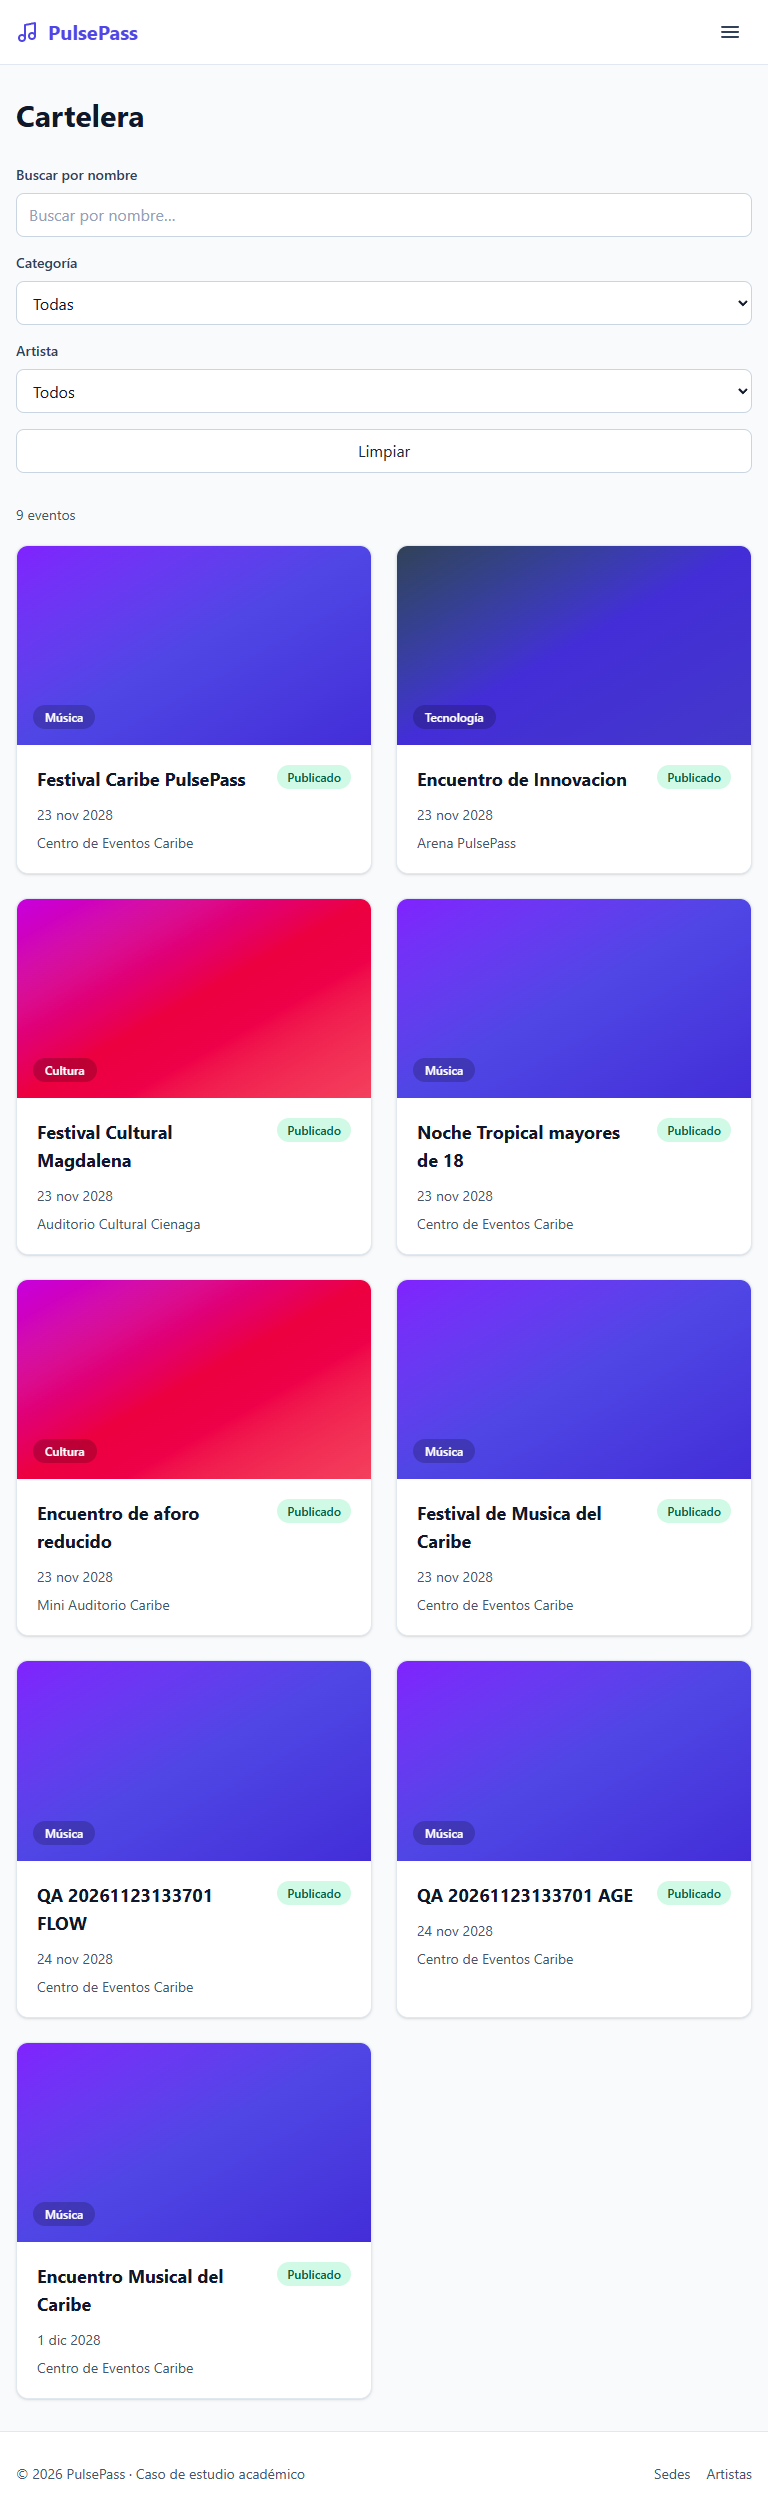 PulsePass
Cartelera
Buscar por nombre
Buscar por nombre...
Categoría
Todas
Artista
Todos
Limpiar
9 eventos
Música
Festival Caribe PulsePass
Publicado
23 nov 2028
Centro de Eventos Caribe
Tecnología
Encuentro de Innovacion
Publicado
23 nov 2028
Arena PulsePass
Cultura
Festival Cultural
Magdalena
Publicado
23 nov 2028
Auditorio Cultural Cienaga
Música
Noche Tropical mayores
de 18
Publicado
23 nov 2028
Centro de Eventos Caribe
Cultura
Encuentro de aforo
reducido
Publicado
23 nov 2028
Mini Auditorio Caribe
Música
Festival de Musica del
Caribe
Publicado
23 nov 2028
Centro de Eventos Caribe
Música
QA 20261123133701
FLOW
Publicado
24 nov 2028
Centro de Eventos Caribe
Música
QA 20261123133701 AGE
Publicado
24 nov 2028
Centro de Eventos Caribe
Música
Encuentro Musical del
Caribe
Publicado
1 dic 2028
Centro de Eventos Caribe
© 2026 PulsePass · Caso de estudio académico
Sedes
Artistas